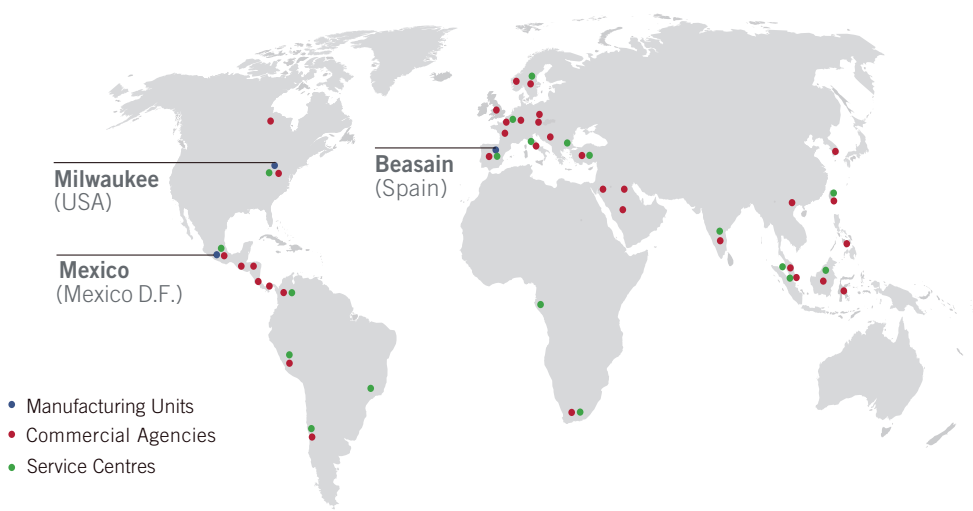 Milwaukee
(USA)
Beasain
(Spain)
Mexico
(Mexico D.F.)
Manufacturing Units
Commercial Agencies
Service Centres